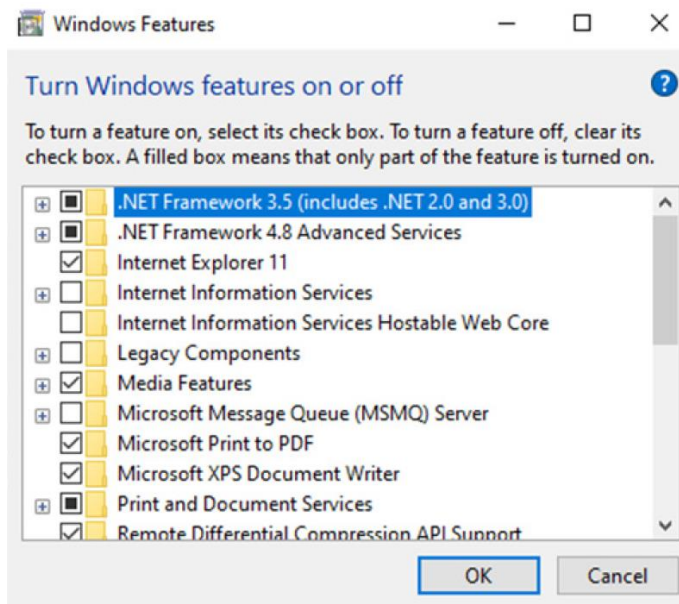 Windows Features
Turn Windows features on or off
To turn a feature on, select its check box. To turn a feature off, clear its
check box. A filled box means that only part of the feature is turned on.
.NET Framework 3.5 (includes .NET 2.0 and 3.0)
.NET Framework 4.8 Advanced Services
Internet Explorer 11
Internet Information Services
Internet Information Services Hostable Web Core
Legacy Components
Media Features
Microsoft Message Queue (MSMQ) Server
Microsoft Print to PDF
Microsoft XPS Document Writer
Print and Document Services
Remote Differential Compression API Support
OK
Cancel